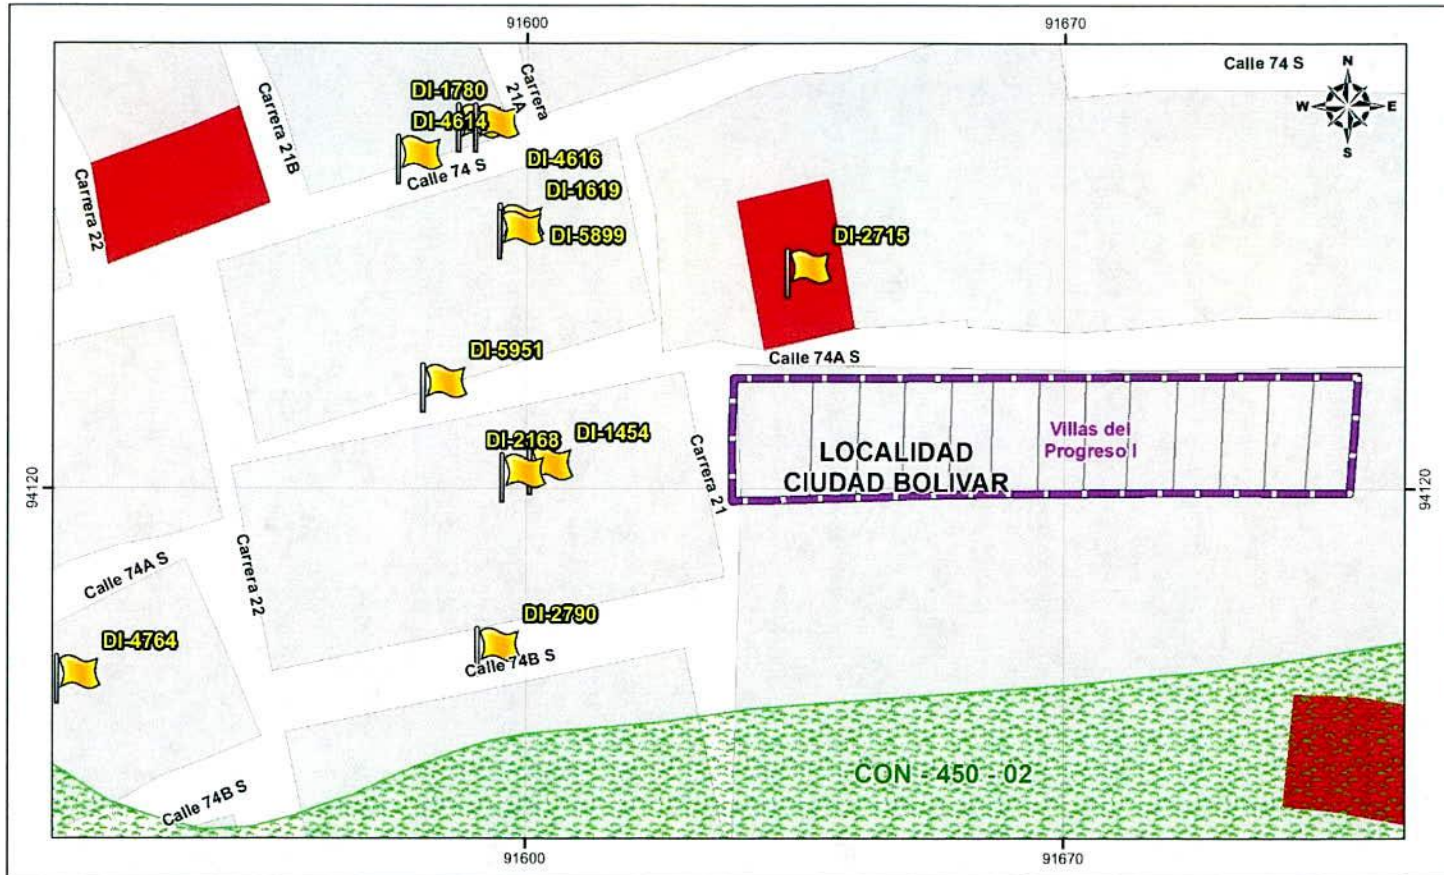 91600
91670
Calle 74 S
N
W
E
S
Carrera 21B
Carrera
21A
DI-1780
DI-4614
Calle 74 S
Carrera 22
DI-4616
DI-1619
DI-5899
DI-2715
Calle 74A S
DI-5951
DI-2168
DI-1454
Villas del
Progreso I
LOCALIDAD
CIUDAD BOLIVAR
94120
94120
Carrera 21
Calle 74A S
Carrera 22
DI-4764
DI-2790
Calle 74B S
CON - 450 - 02
Calle 74B S
91600
91670